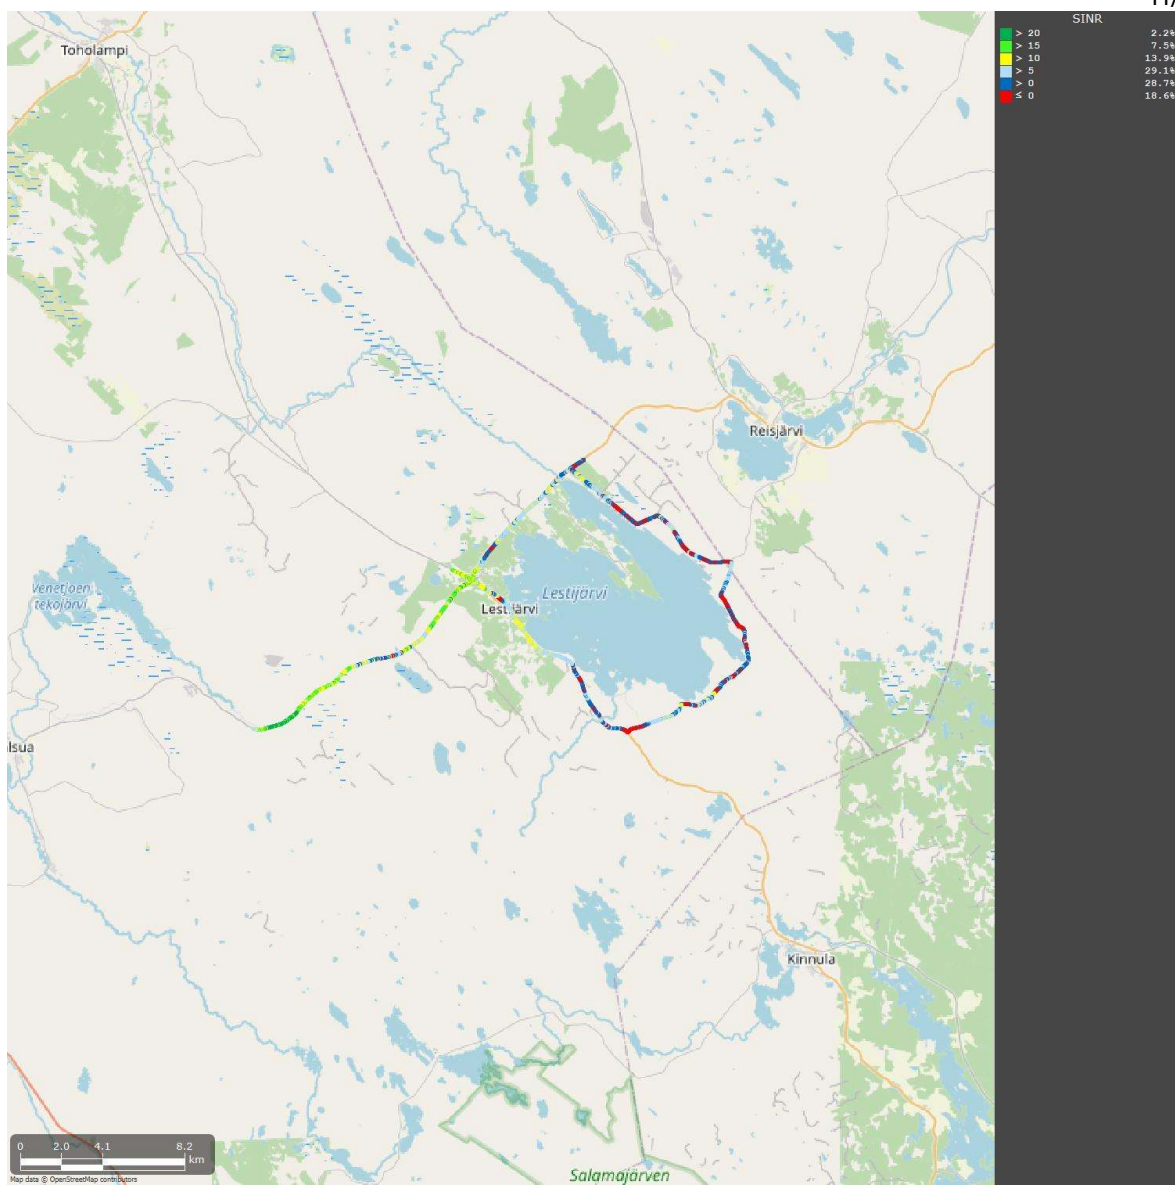 SINR
> 20 2.2%
> 15 7.5%
> 10 13.9%
> 5 29.1%
> 0 28.7%
≤ 0 18.6%
Toholampi
Reisjärvi
Venetjoen
tekojärvi
Lestijärvi
Lestijärvi
lsua
Kinnula
0 2.0 4.1 8.2
km
Map data © OpenStreetMap contributors
Salamajärven